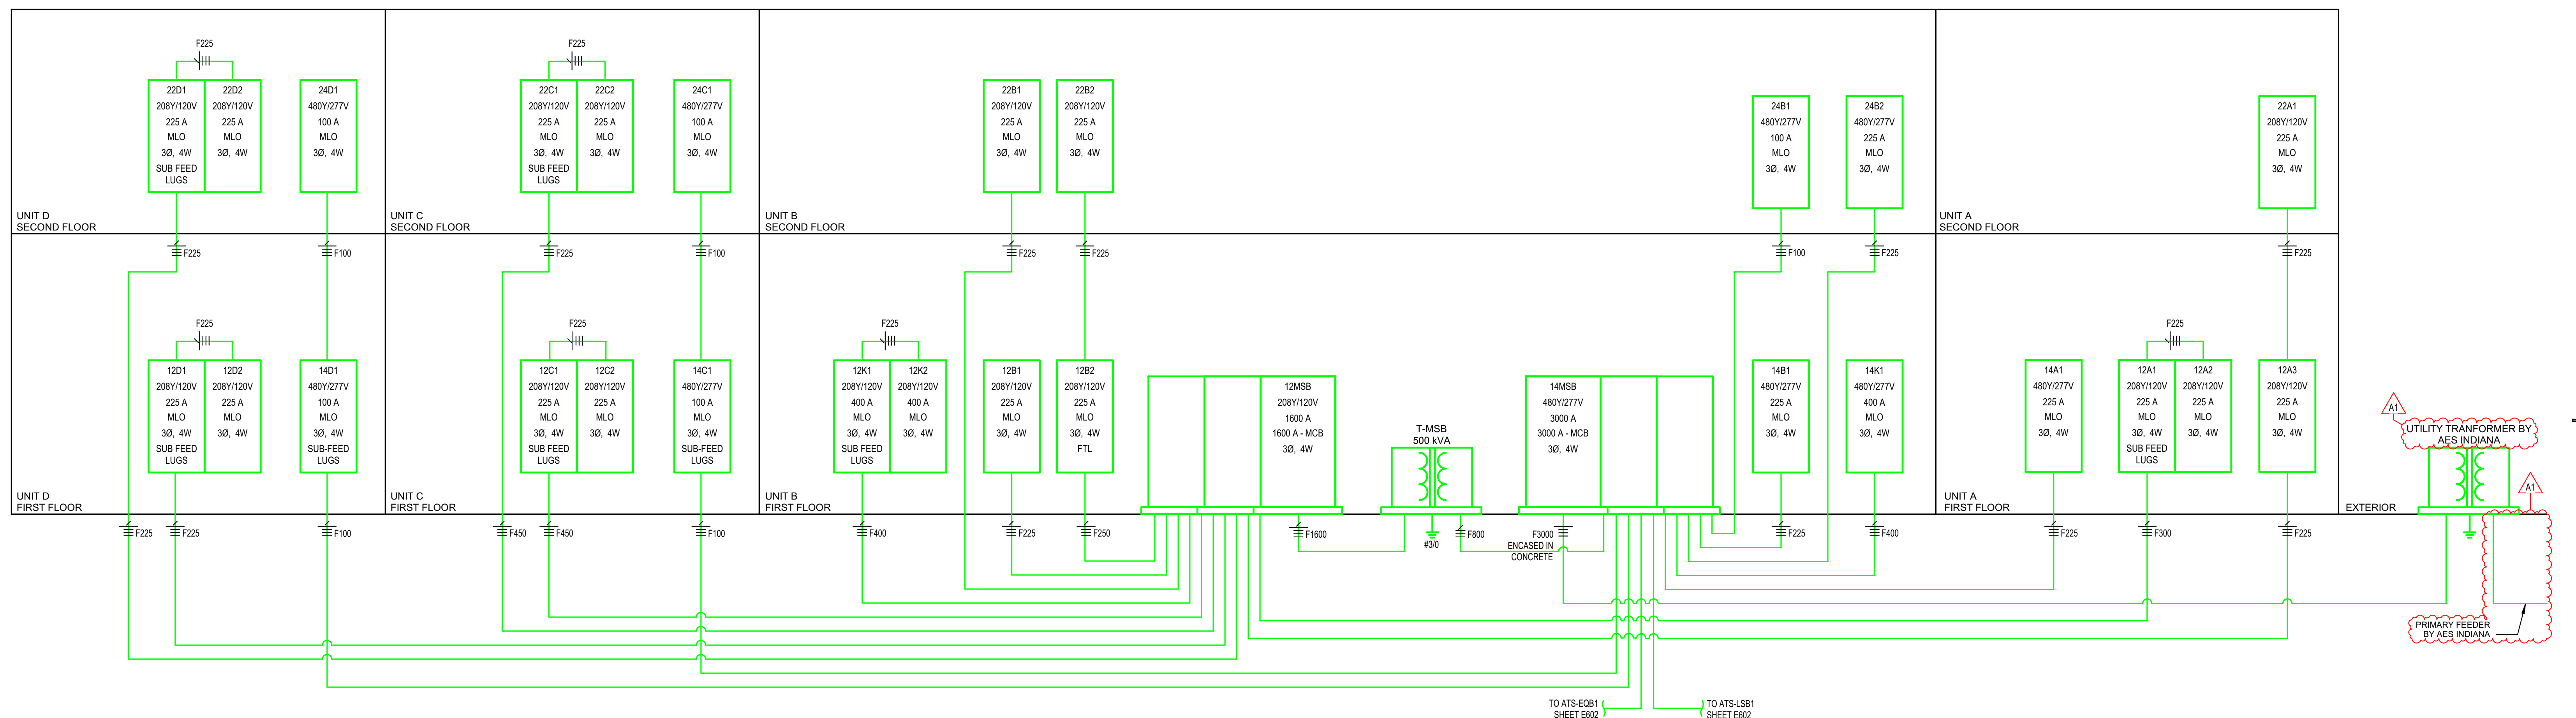 F225
22D1
208Y/120V
225 A
MLO
3Ø, 4W
SUB FEED
LUGS
22D2
208Y/120V
225 A
MLO
3Ø, 4W
24D1
480Y/277V
100 A
MLO
3Ø, 4W
UNIT D
SECOND FLOOR
F225
22C1
208Y/120V
225 A
MLO
3Ø, 4W
SUB FEED
LUGS
22C2
208Y/120V
225 A
MLO
3Ø, 4W
24C1
480Y/277V
100 A
MLO
3Ø, 4W
UNIT C
SECOND FLOOR
22B1
208Y/120V
225 A
MLO
3Ø, 4W
22B2
208Y/120V
225 A
MLO
3Ø, 4W
24B1
480Y/277V
100 A
MLO
3Ø, 4W
24B2
480Y/277V
225 A
MLO
3Ø, 4W
UNIT B
SECOND FLOOR
22A1
208Y/120V
225 A
MLO
3Ø, 4W
UNIT A
SECOND FLOOR
F225
F100
F225
F100
F225
F225
F100
F225
F225
F225
12D1
208Y/120V
225 A
MLO
3Ø, 4W
SUB FEED
LUGS
12D2
208Y/120V
225 A
MLO
3Ø, 4W
14D1
480Y/277V
100 A
MLO
3Ø, 4W
SUB-FEED
LUGS
UNIT D
FIRST FLOOR
F225
12C1
208Y/120V
225 A
MLO
3Ø, 4W
SUB FEED
LUGS
12C2
208Y/120V
225 A
MLO
3Ø, 4W
14C1
480Y/277V
100 A
MLO
3Ø, 4W
SUB-FEED
LUGS
UNIT C
FIRST FLOOR
F225
12K1
208Y/120V
400 A
MLO
3Ø, 4W
SUB FEED
LUGS
12K2
208Y/120V
400 A
MLO
3Ø, 4W
12B1
208Y/120V
225 A
MLO
3Ø, 4W
12B2
208Y/120V
225 A
MLO
3Ø, 4W
FTL
12MSB
208Y/120V
1600 A
1600 A - MCB
3Ø, 4W
T-MSB
500 kVA
14MSB
480Y/277V
3000 A
3000 A - MCB
3Ø, 4W
14B1
480Y/277V
225 A
MLO
3Ø, 4W
14K1
480Y/277V
400 A
MLO
3Ø, 4W
UNIT B
FIRST FLOOR
14A1
480Y/277V
225 A
MLO
3Ø, 4W
F225
12A1
208Y/120V
225 A
MLO
3Ø, 4W
SUB FEED
LUGS
12A2
208Y/120V
225 A
MLO
3Ø, 4W
12A3
208Y/120V
225 A
MLO
3Ø, 4W
UNIT A
FIRST FLOOR
A1
UTILITY TRANFORMER BY
AES INDIANA
A1
EXTERIOR
F225
F225
F100
F450
F450
F100
F400
F225
F250
F1600
#3/0
F800
F3000
ENCASED IN
CONCRETE
F225
F400
F225
F300
F225
PRIMARY FEEDER
BY AES INDIANA
TO ATS-EQB1
SHEET E602
TO ATS-LSB1
SHEET E602